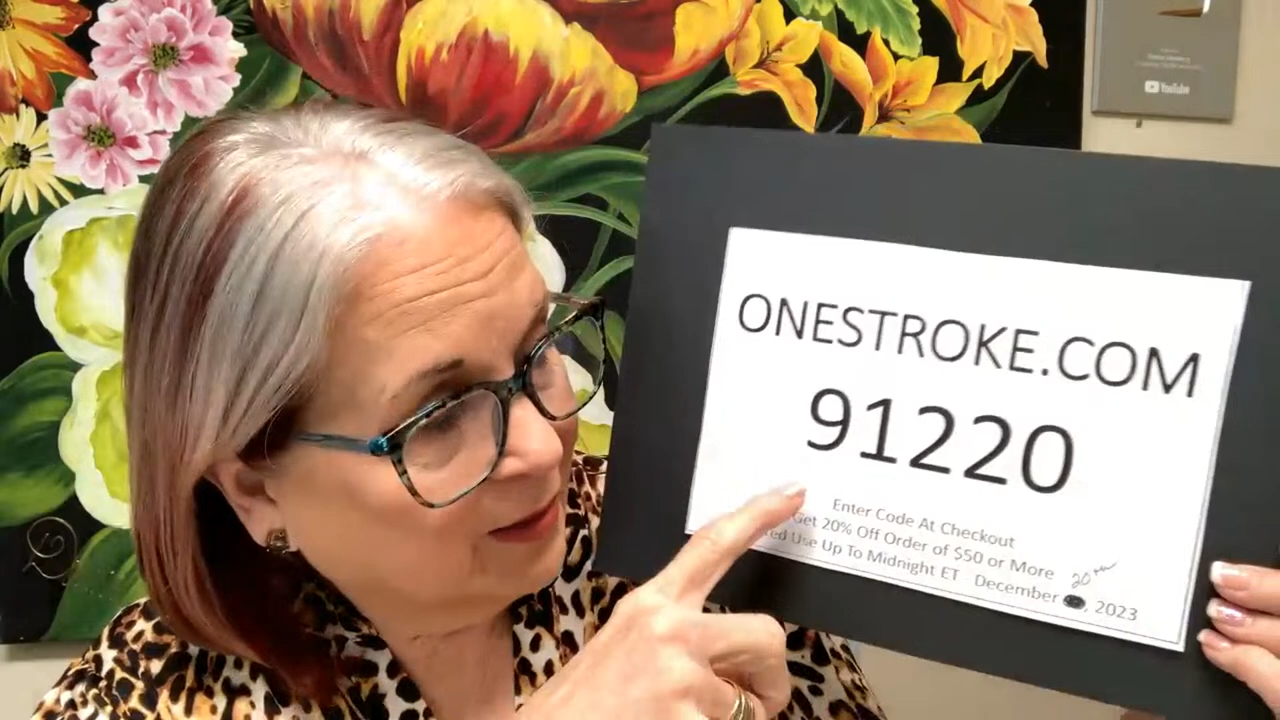 YouTube
ONESTROKE.COM
91220
Enter Code At Checkout
Get 20% Off Order of $50 or More
Use Up To Midnight ET - December 20th, 2023